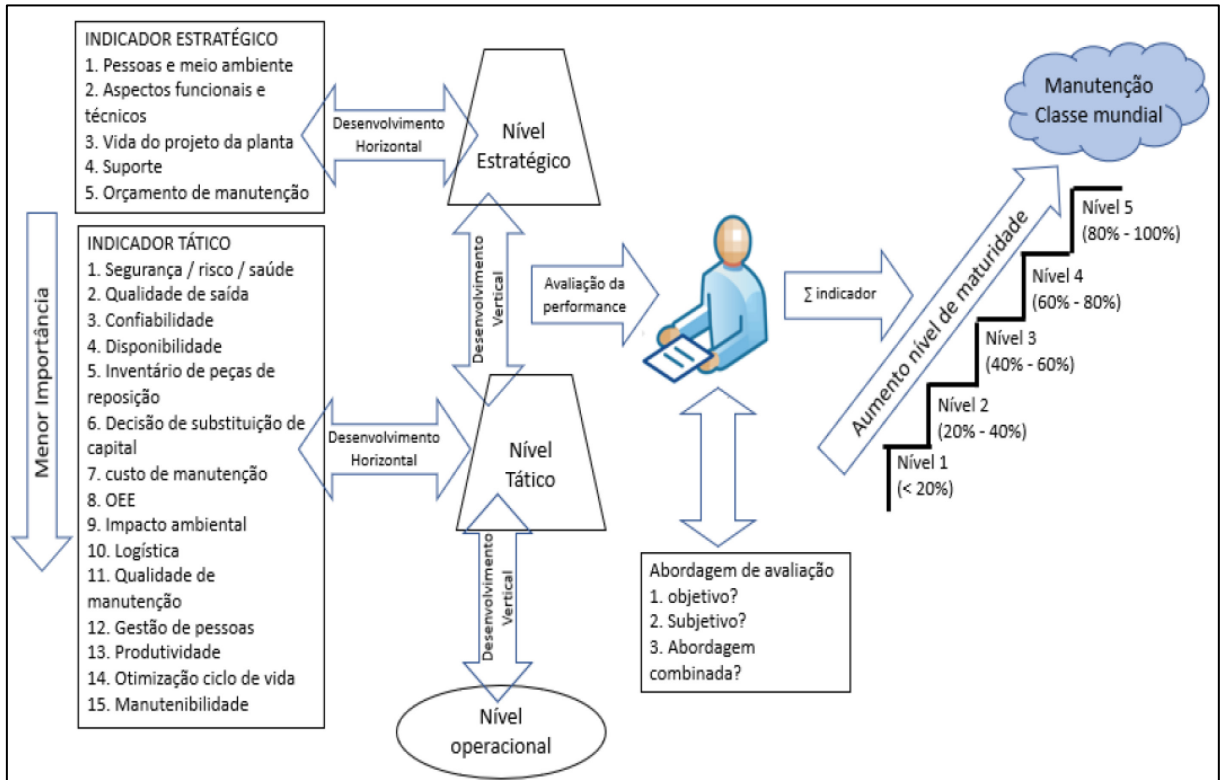 INDICADOR ESTRATÉGICO
1. Pessoas e meio ambiente
2. Aspectos funcionais e
técnicos
3. Vida do projeto da planta
4. Suporte
5. Orçamento de manutenção
Desenvolvimento
Horizontal
Nível
Estratégico
Menor Importância
INDICADOR TÁTICO
1. Segurança / risco / saúde
2. Qualidade de saída
3. Confiabilidade
4. Disponibilidade
5. Inventário de peças de
reposição
6. Decisão de substituição de
capital
7. custo de manutenção
8. OEE
9. Impacto ambiental
10. Logística
11. Qualidade de
manutenção
12. Gestão de pessoas
13. Produtividade
14. Otimização ciclo de vida
15. Manutenibilidade
Desenvolvimento
Horizontal
Desenvolvimento
Vertical
Nível
Tático
Desenvolvimento
Vertical
Nível
operacional
Avaliação da
performance
∑ indicador
Abordagem de avaliação
1. objetivo?
2. Subjetivo?
3. Abordagem
combinada?
Aumento nível de maturidade
Manutenção
Classe mundial
Nível 5
(80% - 100%)
Nível 4
(60% - 80%)
Nível 3
(40% - 60%)
Nível 2
(20% - 40%)
Nível 1
(< 20%)